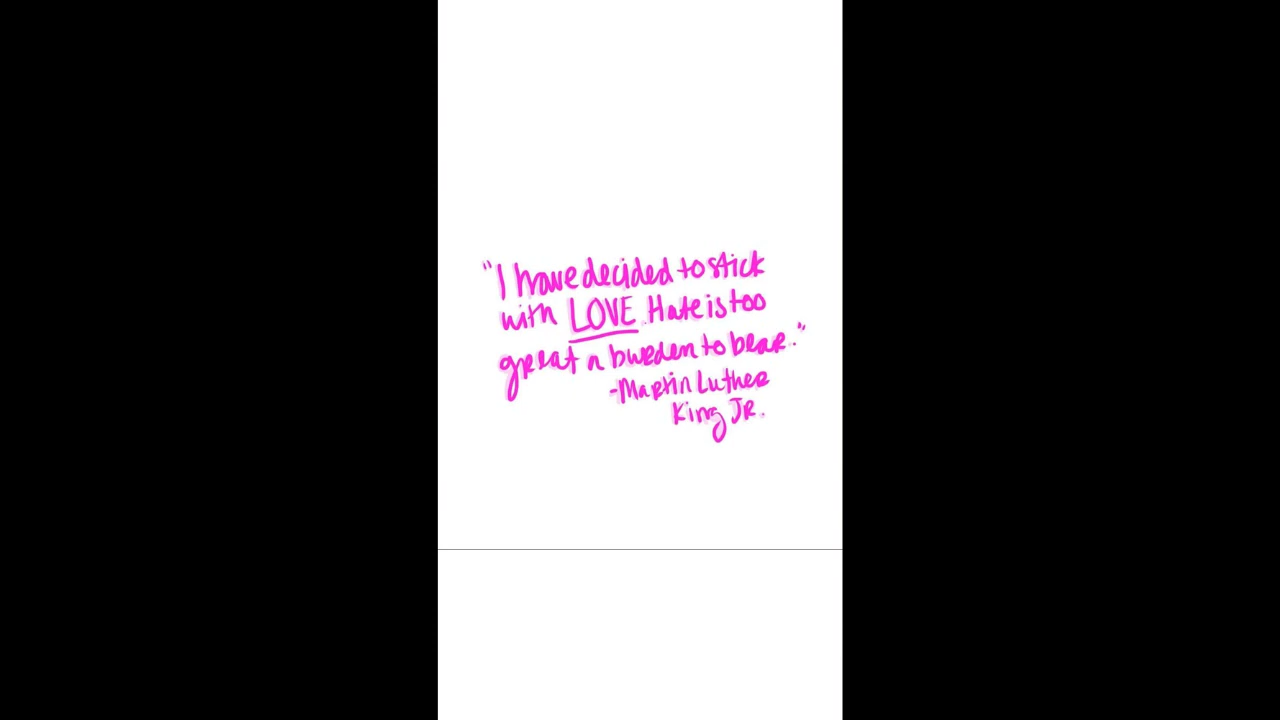 "I have decided to stick
with LOVE. Hate is too
great a burden to bear."
-Martin Luther
King JR.